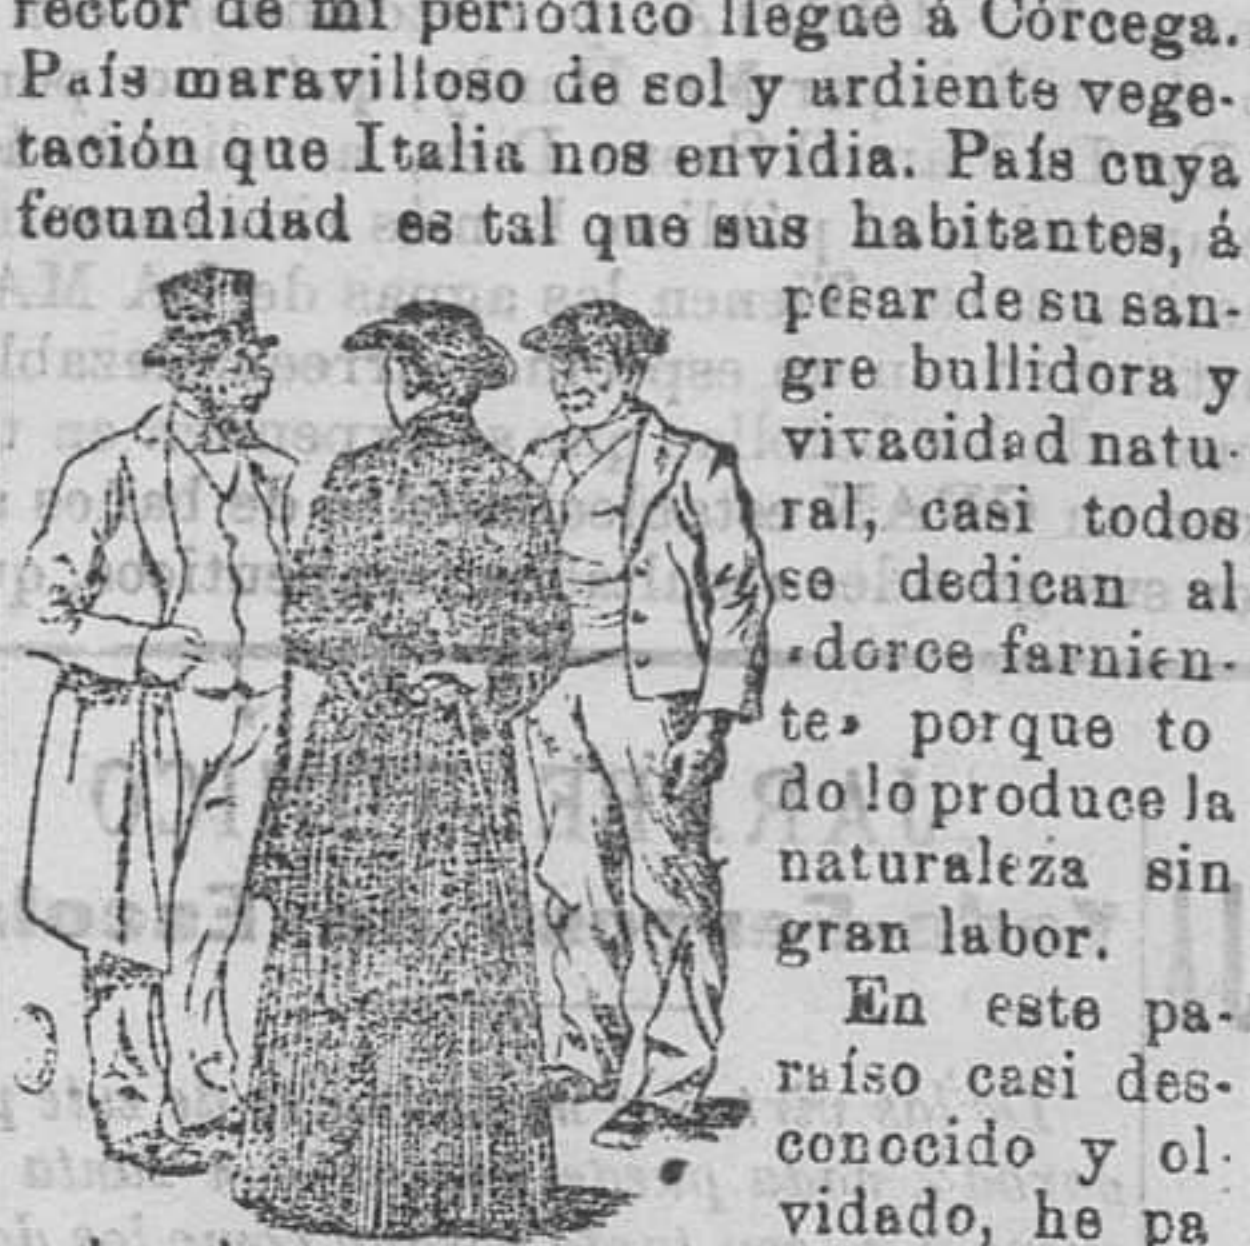 rector de mi periódico llegué á Córcega.
País maravilloso de sol y ardiente vege-
tación que Italia nos envidia. País cuya
fecundidad es tal que sus habitantes, á
pesar de su san-
gre bullidora y
vivacidad natu-
ral, casi todos
se dedican al
«dorce farnien-
te» porque to
do lo produce la
naturaleza sin
gran labor.
En este pa-
raíso casi des-
conocido y ol-
vidado, he pa